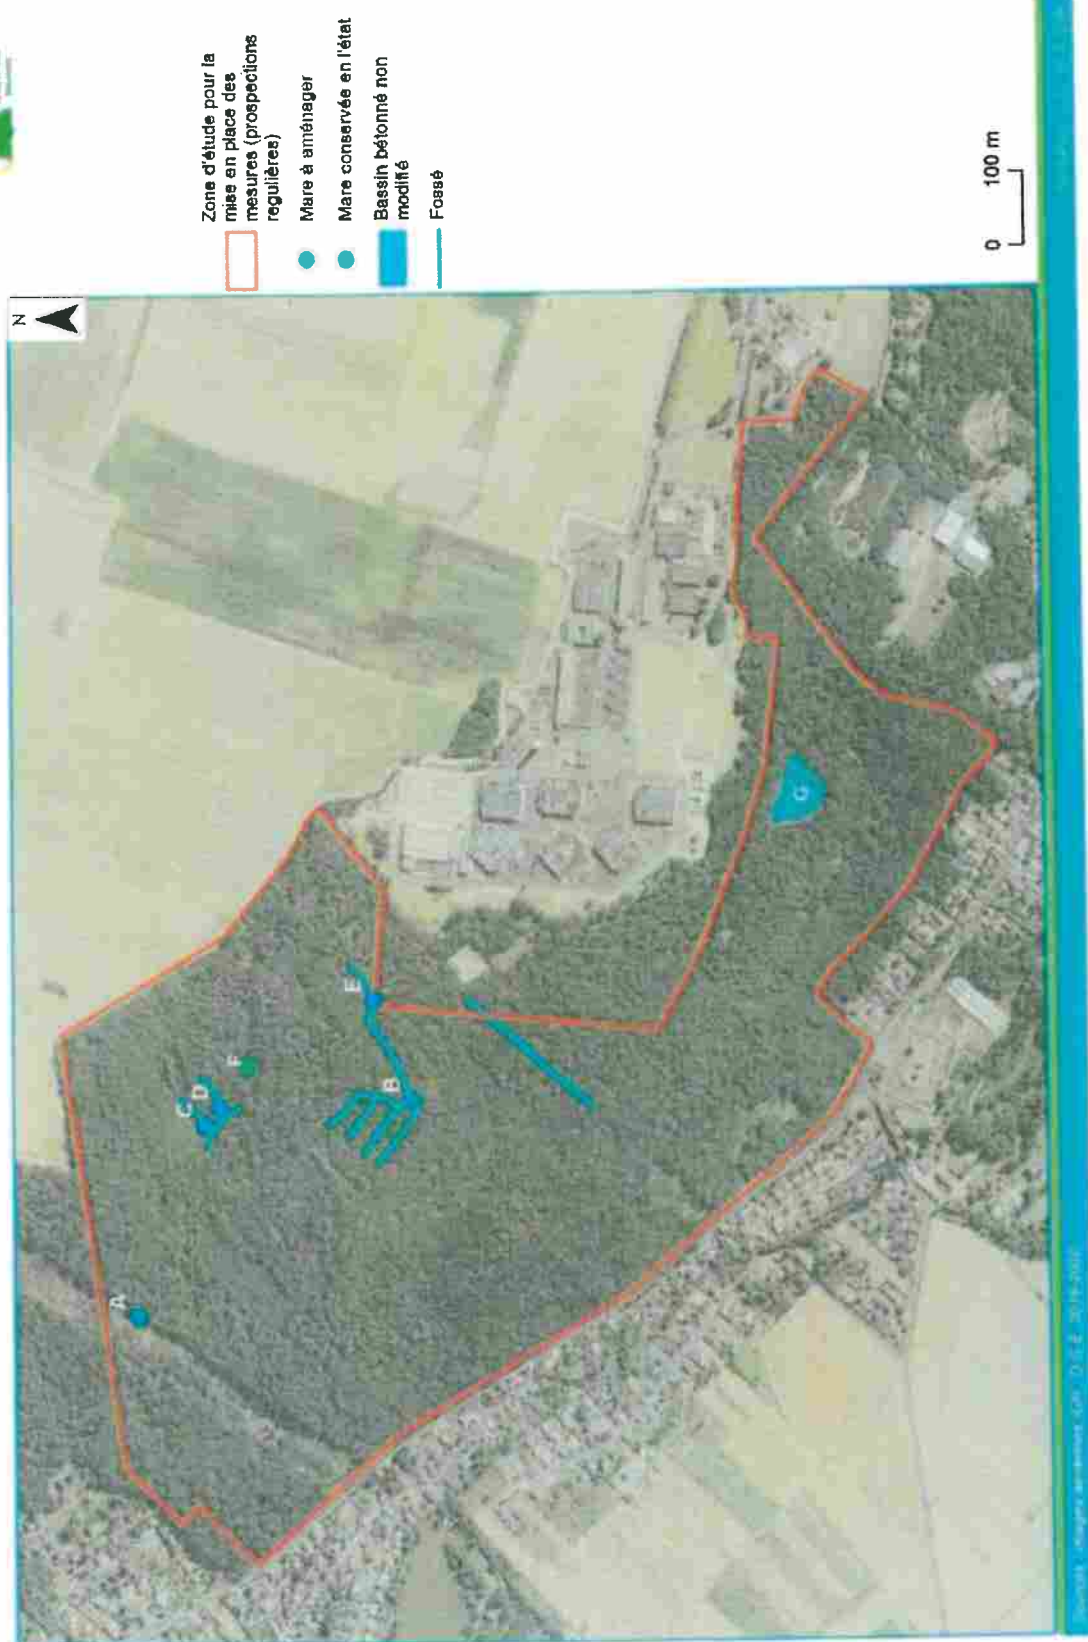 N
Zone d'étude pour la
mise en place des
mesures (prospections
regulières)
Mare à aménager
Mare conservée en l'état
Bassin bétonné non
modifié
Fossé
0 100 m
A
C
D
F
B
E
G